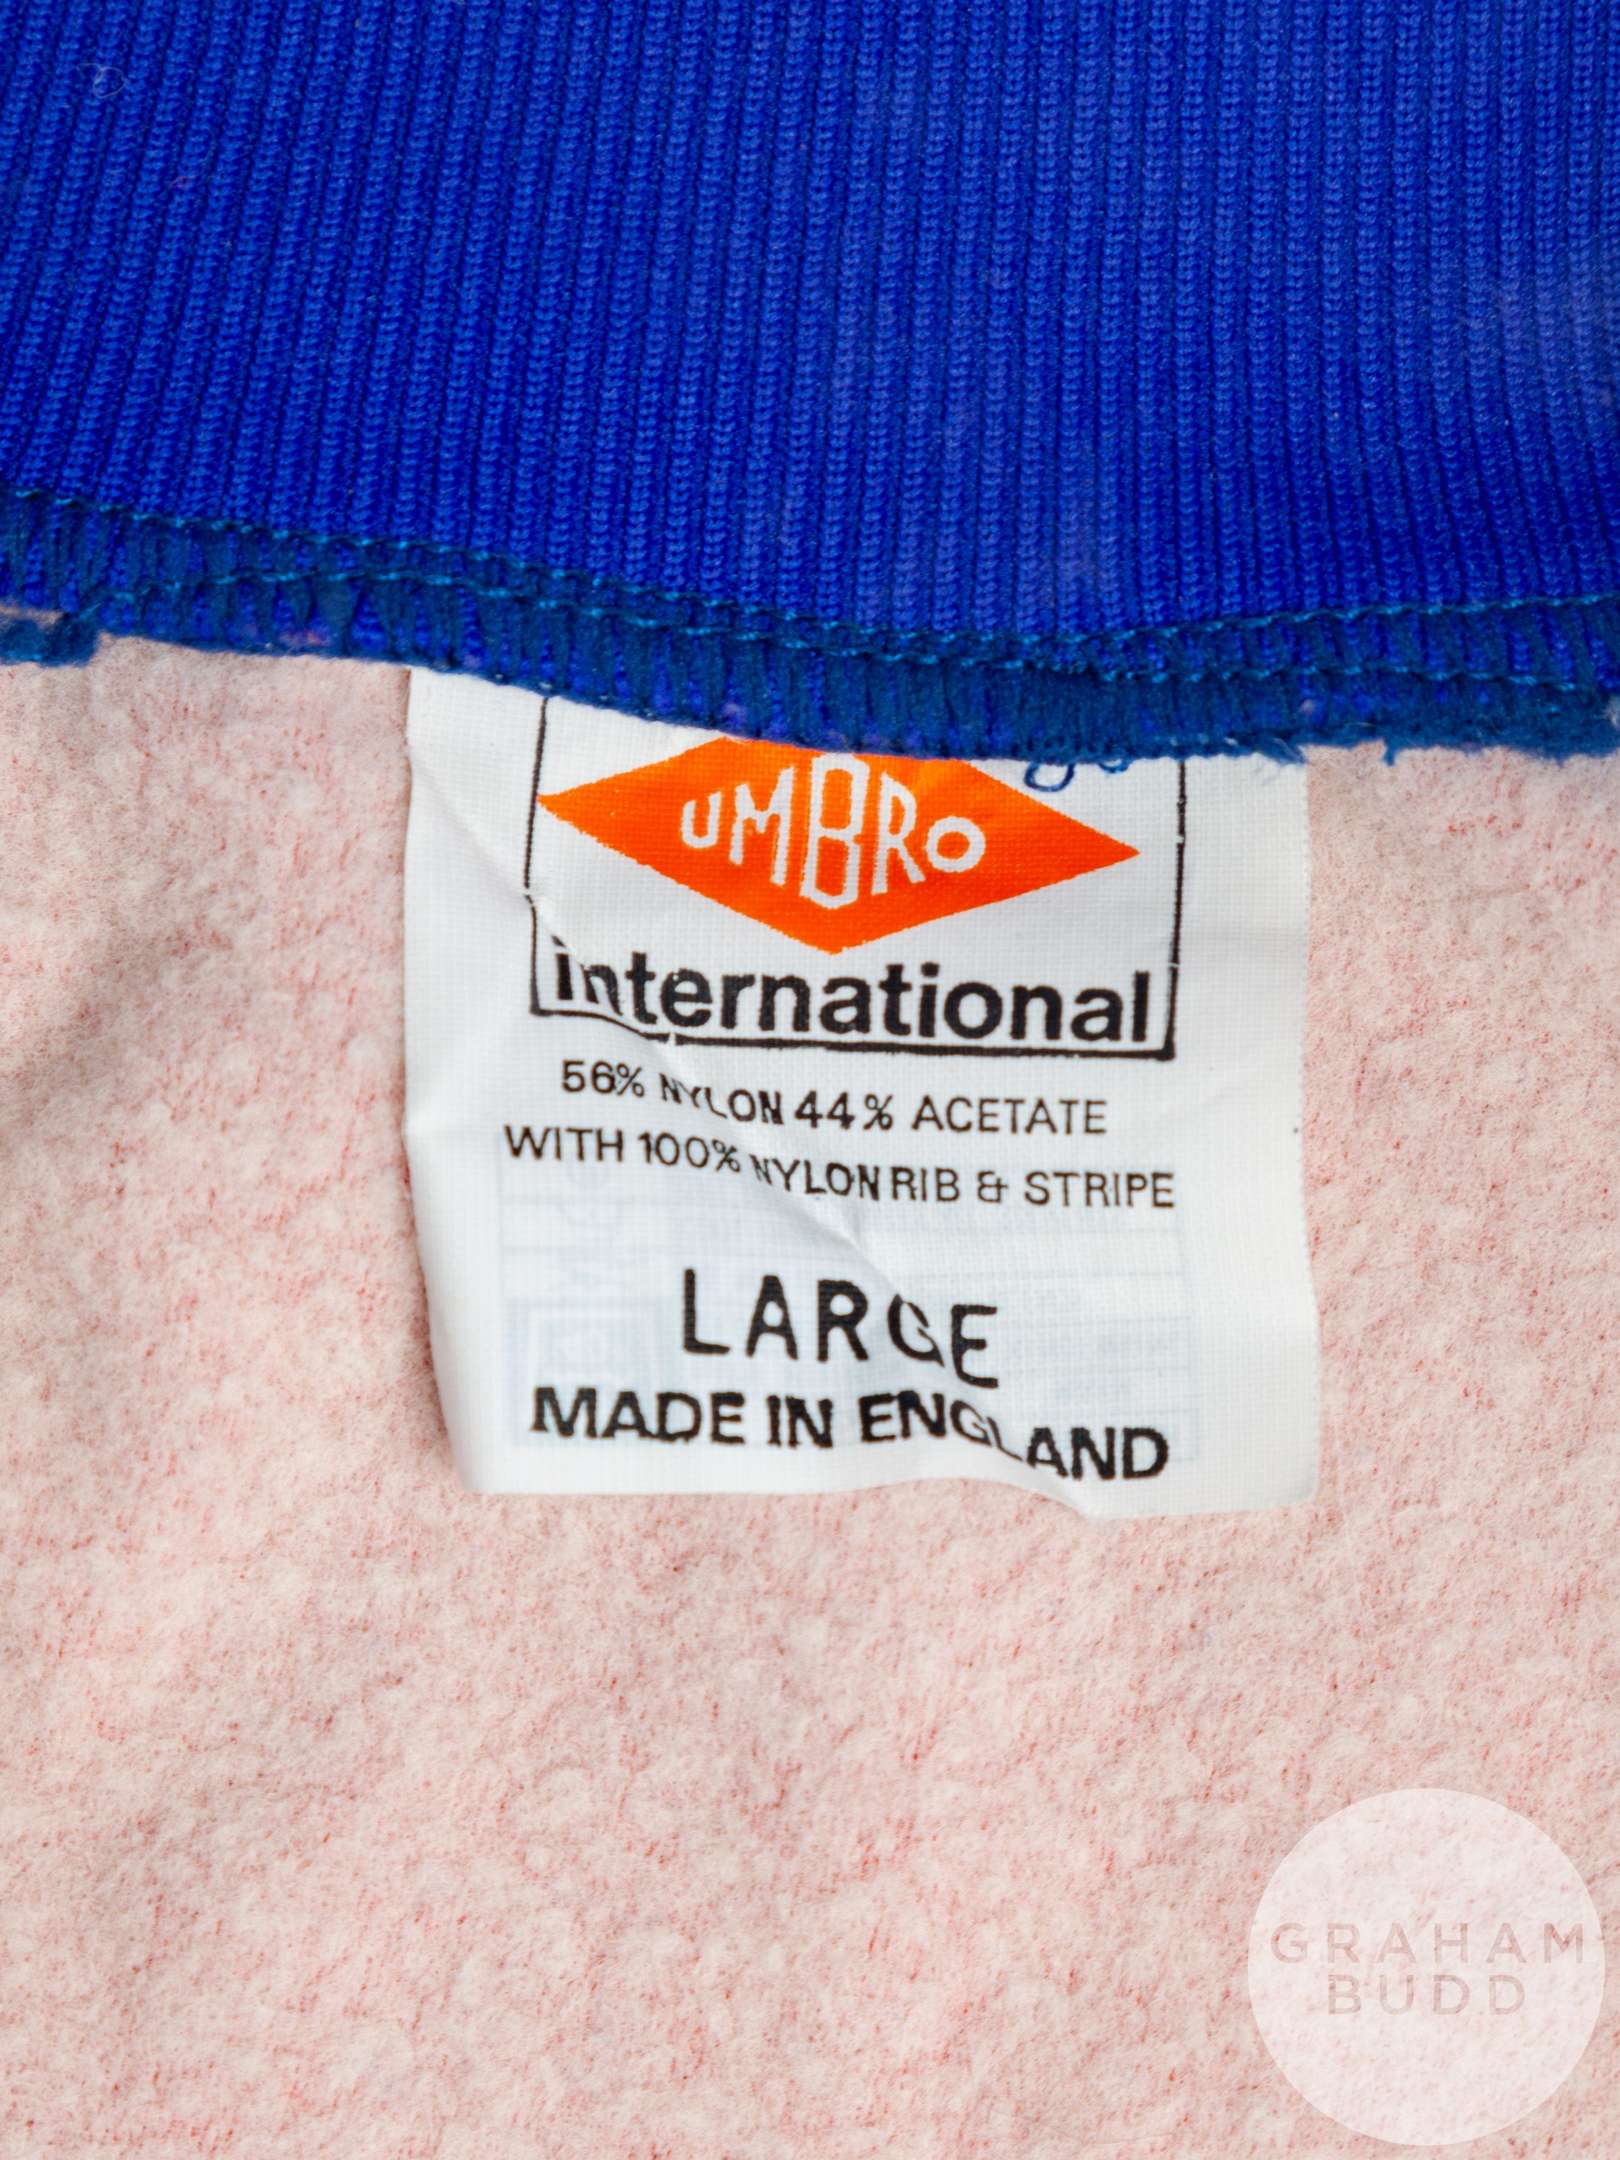 UMBRO
international
56% NYLON 44% ACETATE
WITH 100% NYLON RIB & STRIPE
LARGE
MADE IN ENGLAND
GRAHAM
BUDD